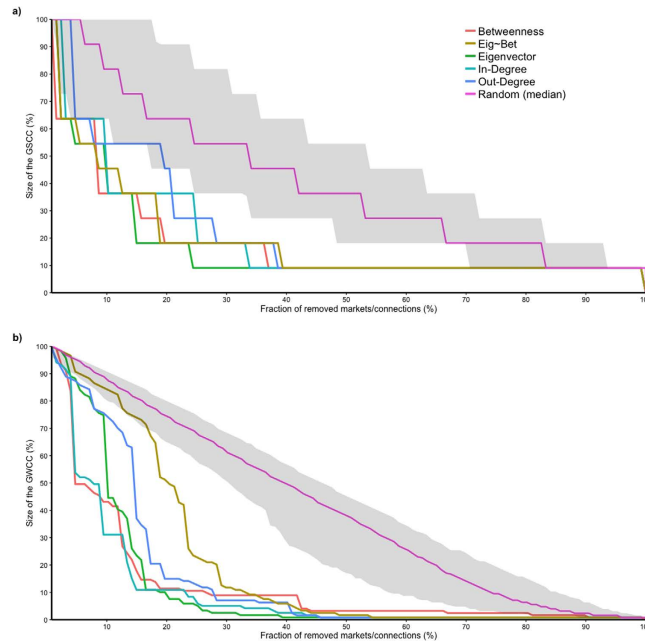 a)
100
90
80
70
60
50
40
30
20
10
0
Size of the GSCC (%)
Betweenness
Eig~Bet
Eigenvector
In-Degree
Out-Degree
Random (median)
10 20 30 40 50 60 70 80 90 100
Fraction of removed markets/connections (%)
b)
100
90
80
70
60
50
40
30
20
10
0
Size of the GWCC (%)
10 20 30 40 50 60 70 80 90 100
Fraction of removed markets/connections (%)